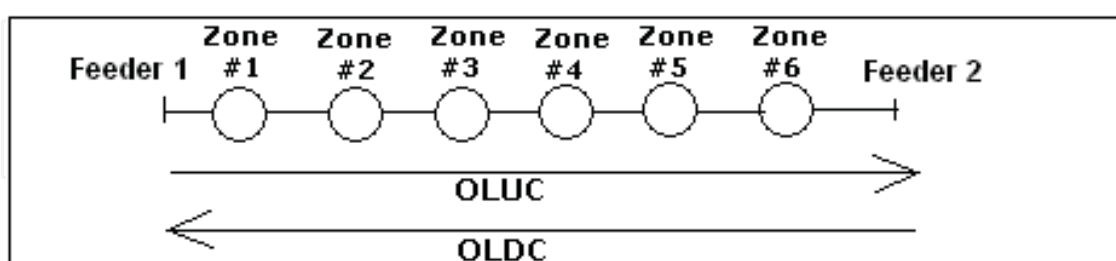 Zone Zone Zone Zone Zone Zone
Feeder 1 #1 #2 #3 #4 #5 #6 Feeder 2
OLUC
OLDC